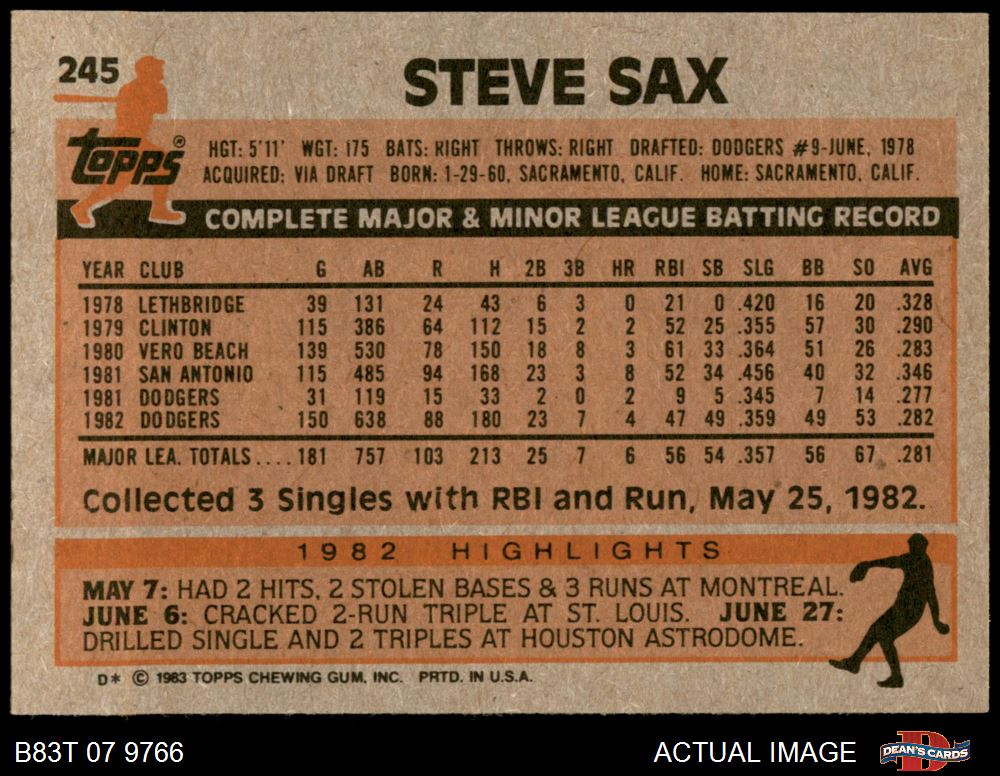 245
STEVE SAX
topps®
HGT: 5'11' WGT: 175 BATS: RIGHT THROWS: RIGHT DRAFTED: DODGERS #9-JUNE, 1978
ACQUIRED: VIA DRAFT BORN: 1-29-60, SACRAMENTO, CALIF. HOME: SACRAMENTO, CALIF.
COMPLETE MAJOR & MINOR LEAGUE BATTING RECORD
YEAR CLUB G AB R H 2B 3B HR RBI SB SLG BB SO AVG
1978 LETHBRIDGE 39 131 24 43 6 3 0 21 0 .420 16 20 .328
1979 CLINTON 115 386 64 112 15 2 2 52 25 .355 57 30 .290
1980 VERO BEACH 139 530 78 150 18 8 3 61 33 .364 51 26 .283
1981 SAN ANTONIO 115 485 94 168 23 3 8 52 34 .456 40 32 .346
1981 DODGERS 31 119 15 33 2 0 2 9 5 .345 7 14 .277
1982 DODGERS 150 638 88 180 23 7 4 47 49 .359 49 53 .282
MAJOR LEA. TOTALS.... 181 757 103 213 25 7 6 56 54 .357 56 67 .281
Collected 3 Singles with RBI and Run, May 25, 1982.
1982 HIGHLIGHTS
MAY 7: HAD 2 HITS, 2 STOLEN BASES & 3 RUNS AT MONTREAL.
JUNE 6: CRACKED 2-RUN TRIPLE AT ST. LOUIS. JUNE 27:
DRILLED SINGLE AND 2 TRIPLES AT HOUSTON ASTRODOME.
D* © 1983 TOPPS CHEWING GUM, INC. PRTD. IN U.S.A.
B83T 07 9766
ACTUAL IMAGE
DEAN'S CARDS